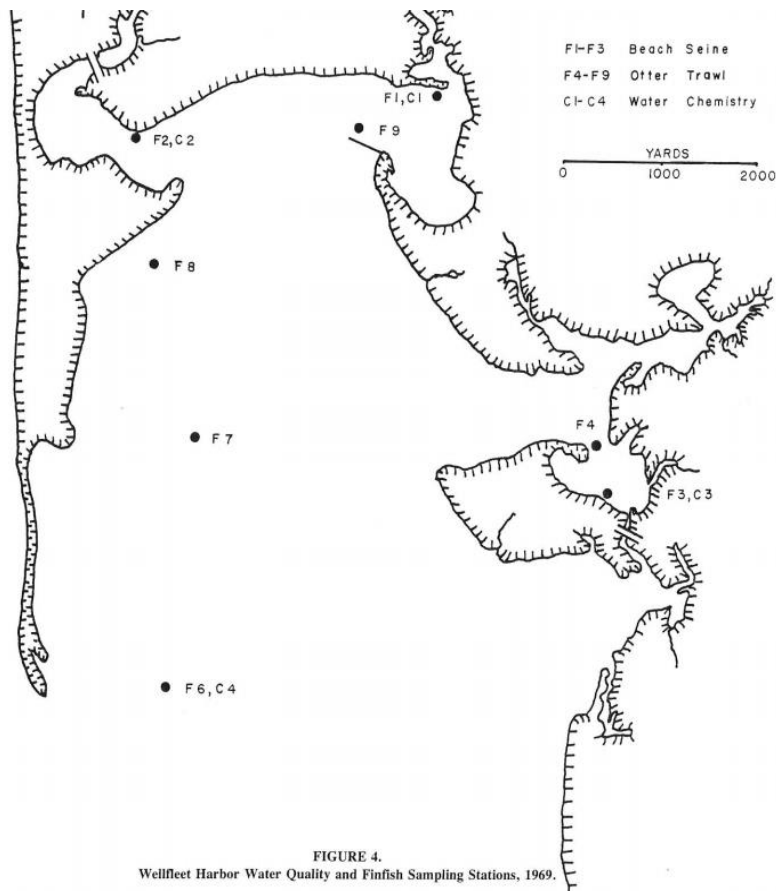 F1-F3 Beach Seine
F4-F9 Otter Trawl
C1-C4 Water Chemistry
YARDS
0 1000 2000
F1,C1
F9
F2,C2
F8
F7
F4
F3,C3
F6,C4
FIGURE 4.
Wellfleet Harbor Water Quality and Finfish Sampling Stations, 1969.